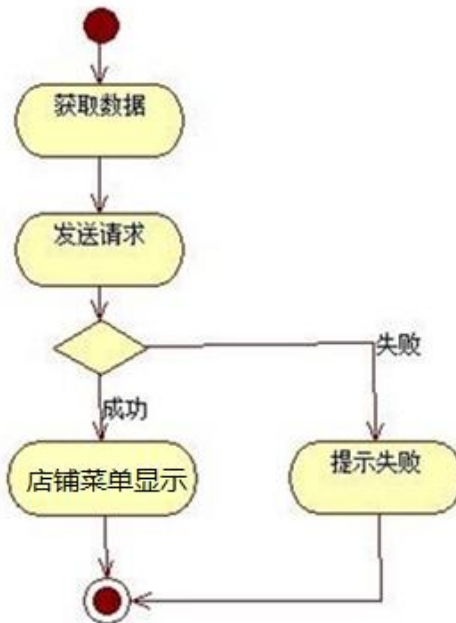 获取数据
发送请求
失败
成功
店铺菜单显示
提示失败